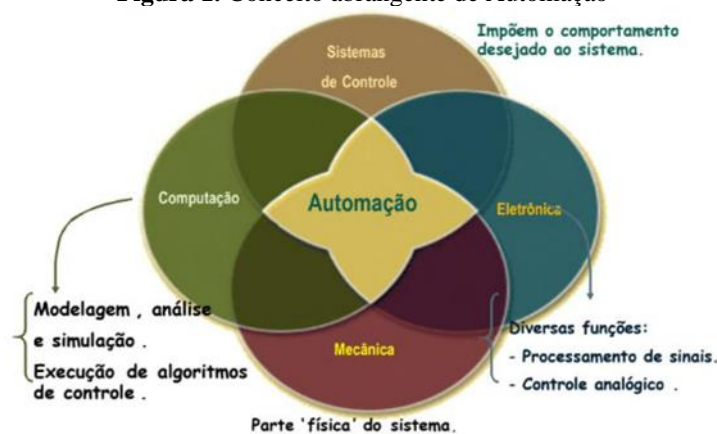 Figura 1. Conceito abrangente de Automação
Impõem o comportamento
desejado ao sistema.
Sistemas
de Controle
Computação
Automação
Eletrônica
Modelagem , análise
e simulação .
Execução de algoritmos
de controle .
Mecânica
Diversas funções:
- Processamento de sinais.
- Controle analógico .
Parte 'física' do sistema.